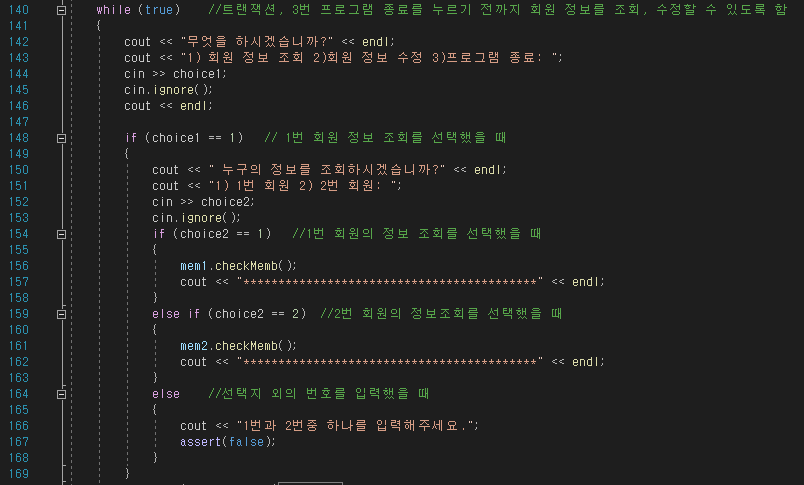 140 while (true) //트랜잭션, 3번 프로그램 종료를 누르기 전까지 회원 정보를 조회, 수정할 수 있도록 함
141 {
142 cout << "무엇을 하시겠습니까?" << endl;
143 cout << "1) 회원 정보 조회 2)회원 정보 수정 3)프로그램 종료: ";
144 cin >> choice1;
145 cin.ignore();
146 cout << endl;
147
148 if (choice1 == 1) // 1번 회원 정보 조회를 선택했을 때
149 {
150 cout << " 누구의 정보를 조회하시겠습니까?" << endl;
151 cout << "1) 1번 회원 2) 2번 회원: ";
152 cin >> choice2;
153 cin.ignore();
154 if (choice2 == 1) //1번 회원의 정보 조회를 선택했을 때
155 {
156 mem1.checkMemb();
157 cout << "******************************************" << endl;
158 }
159 else if (choice2 == 2) //2번 회원의 정보조회를 선택했을 때
160 {
161 mem2.checkMemb();
162 cout << "******************************************" << endl;
163 }
164 else //선택지 외의 번호를 입력했을 때
165 {
166 cout << "1번과 2번중 하나를 입력해주세요.";
167 assert(false);
168 }
169 }